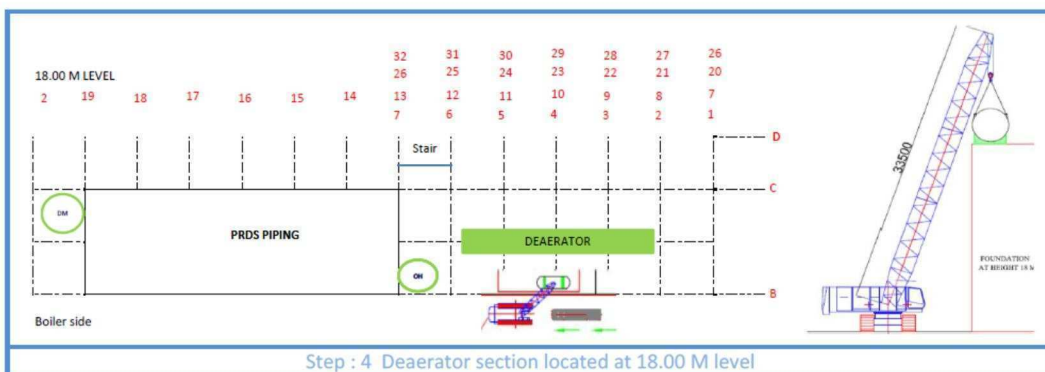 32 31 30 29 28 27 26
18.00 M LEVEL 26 25 24 23 22 21 20
2 19 18 17 16 15 14 13 12 11 10 9 8 7
7 6 5 4 3 2 1
D
Stair
C
DM
PRDS PIPING
DEAERATOR
OH
B
Boiler side
33500
FOUNDATION
AT HEIGHT 18 M
Step : 4 Deaerator section located at 18.00 M level